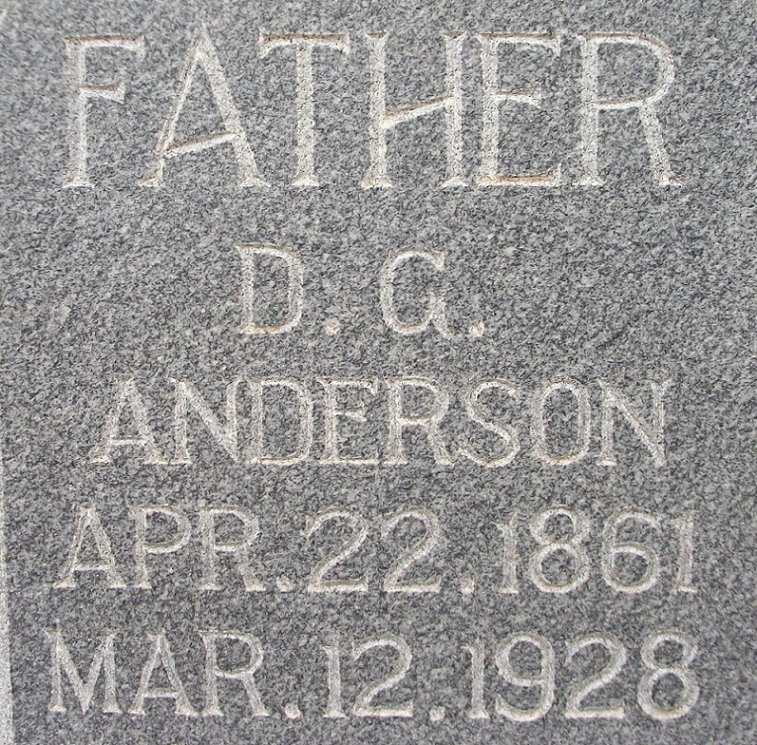 FATHER
D. G.
ANDERSON
APR. 22. 1861
MAR. 12. 1928